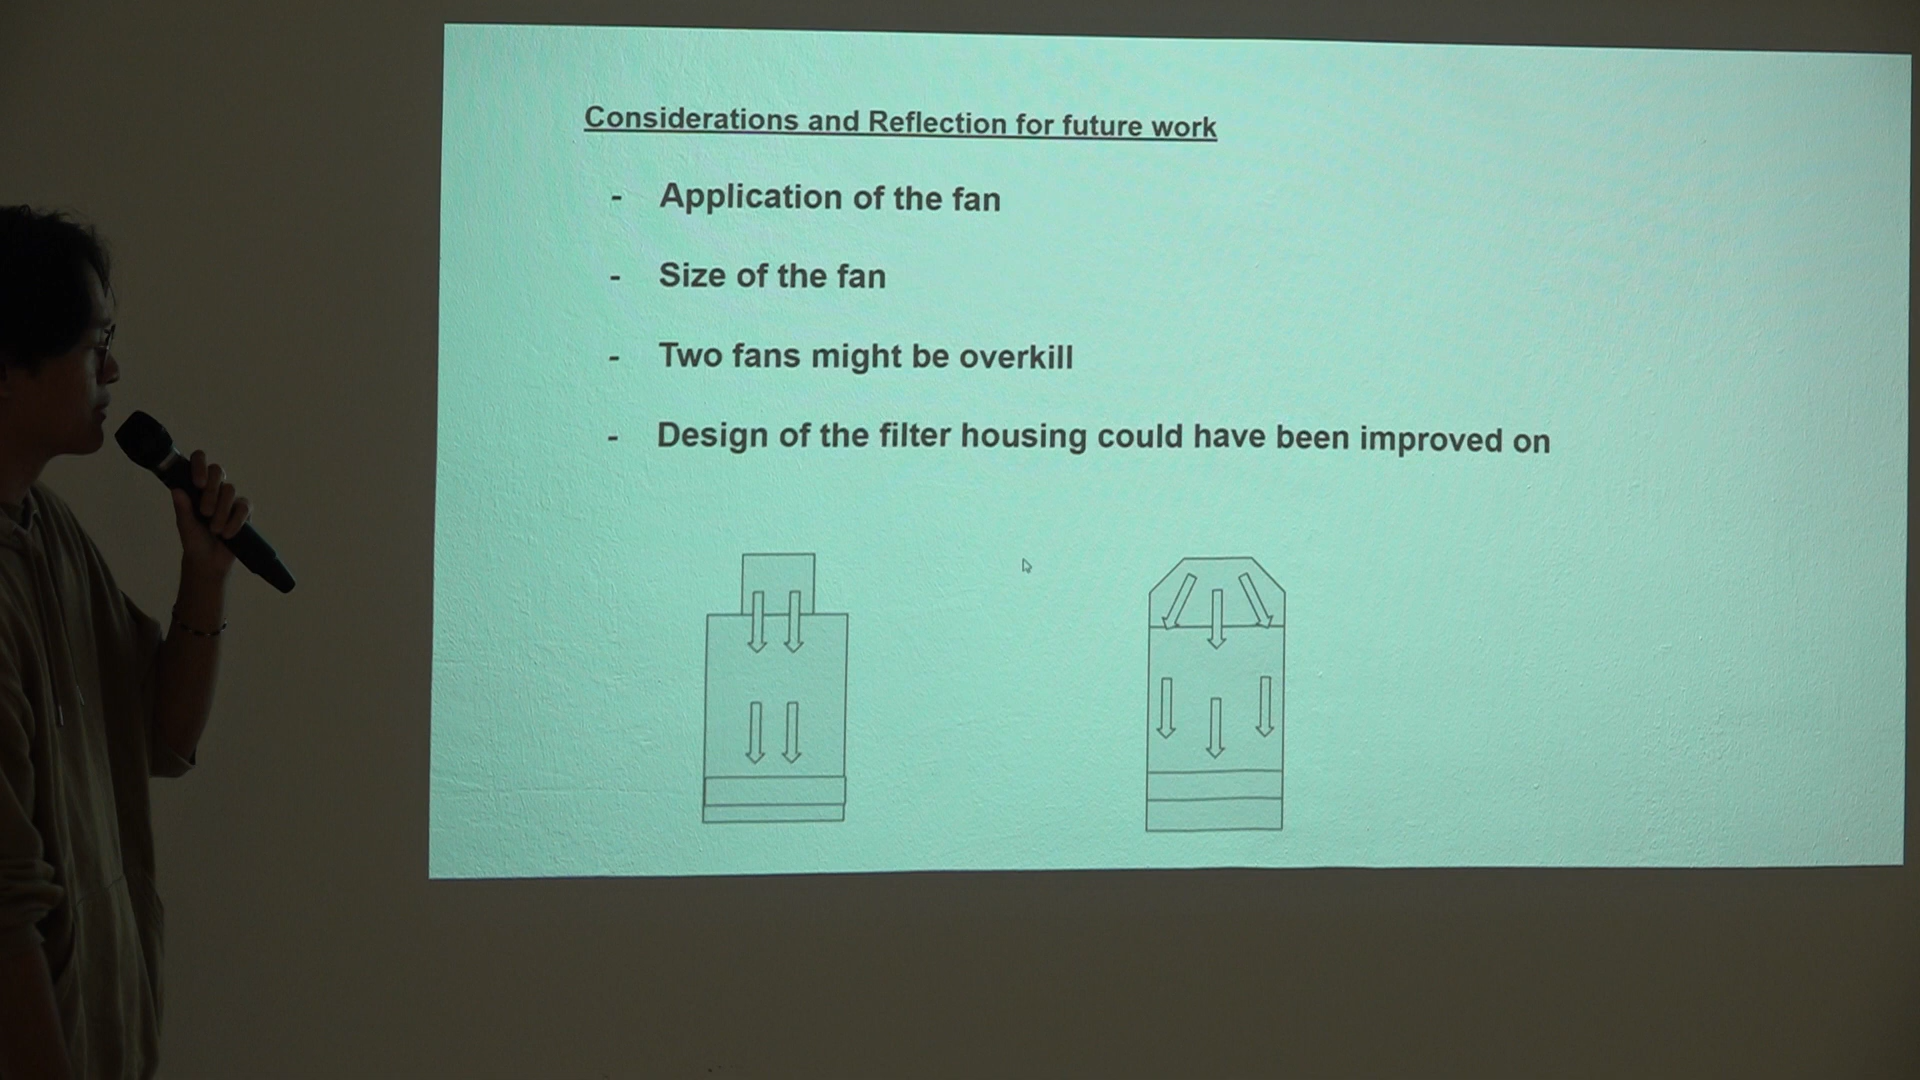 Considerations and Reflection for future work
- Application of the fan
- Size of the fan
- Two fans might be overkill
- Design of the filter housing could have been improved on